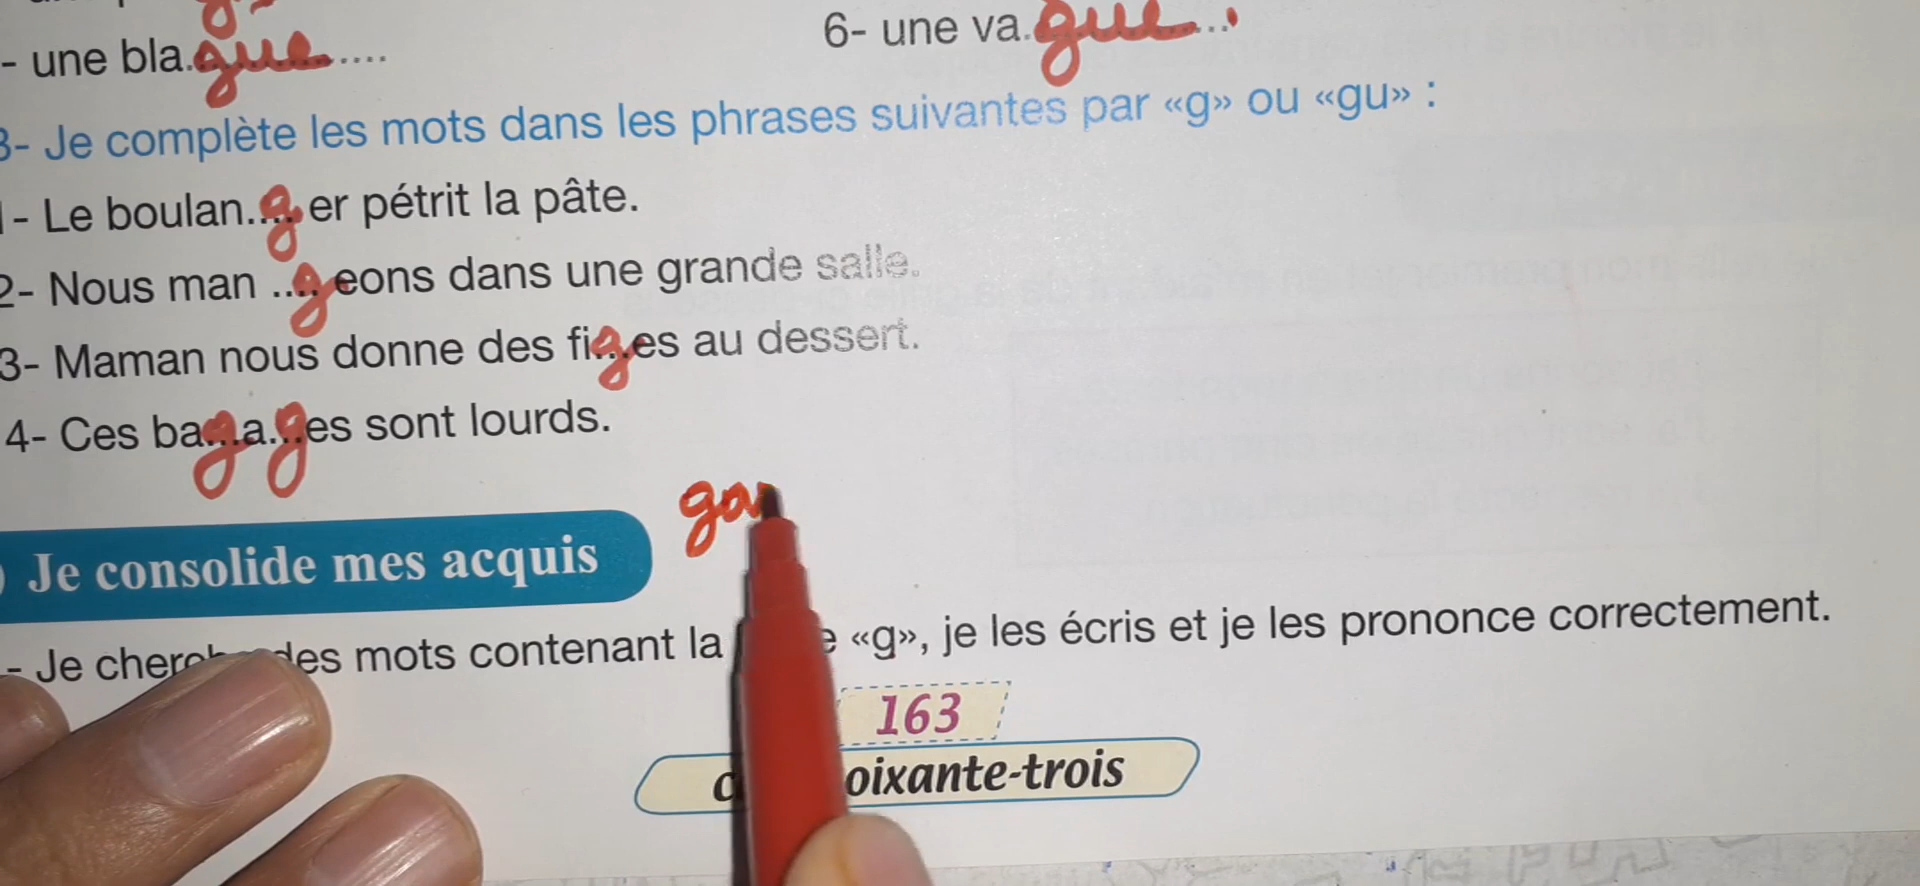 - une bla.gue....
6- une va.gue...
3- Je complète les mots dans les phrases suivantes par «g» ou «gu» :
1- Le boulan..g..er pétrit la pâte.
2- Nous man ...g.eons dans une grande salle.
3- Maman nous donne des fi..g..es au dessert.
4- Ces ba.g..a.g..es sont lourds.
Je consolide mes acquis
- Je cherche des mots contenant la «g», je les écris et je les prononce correctement.
163
oixante-trois